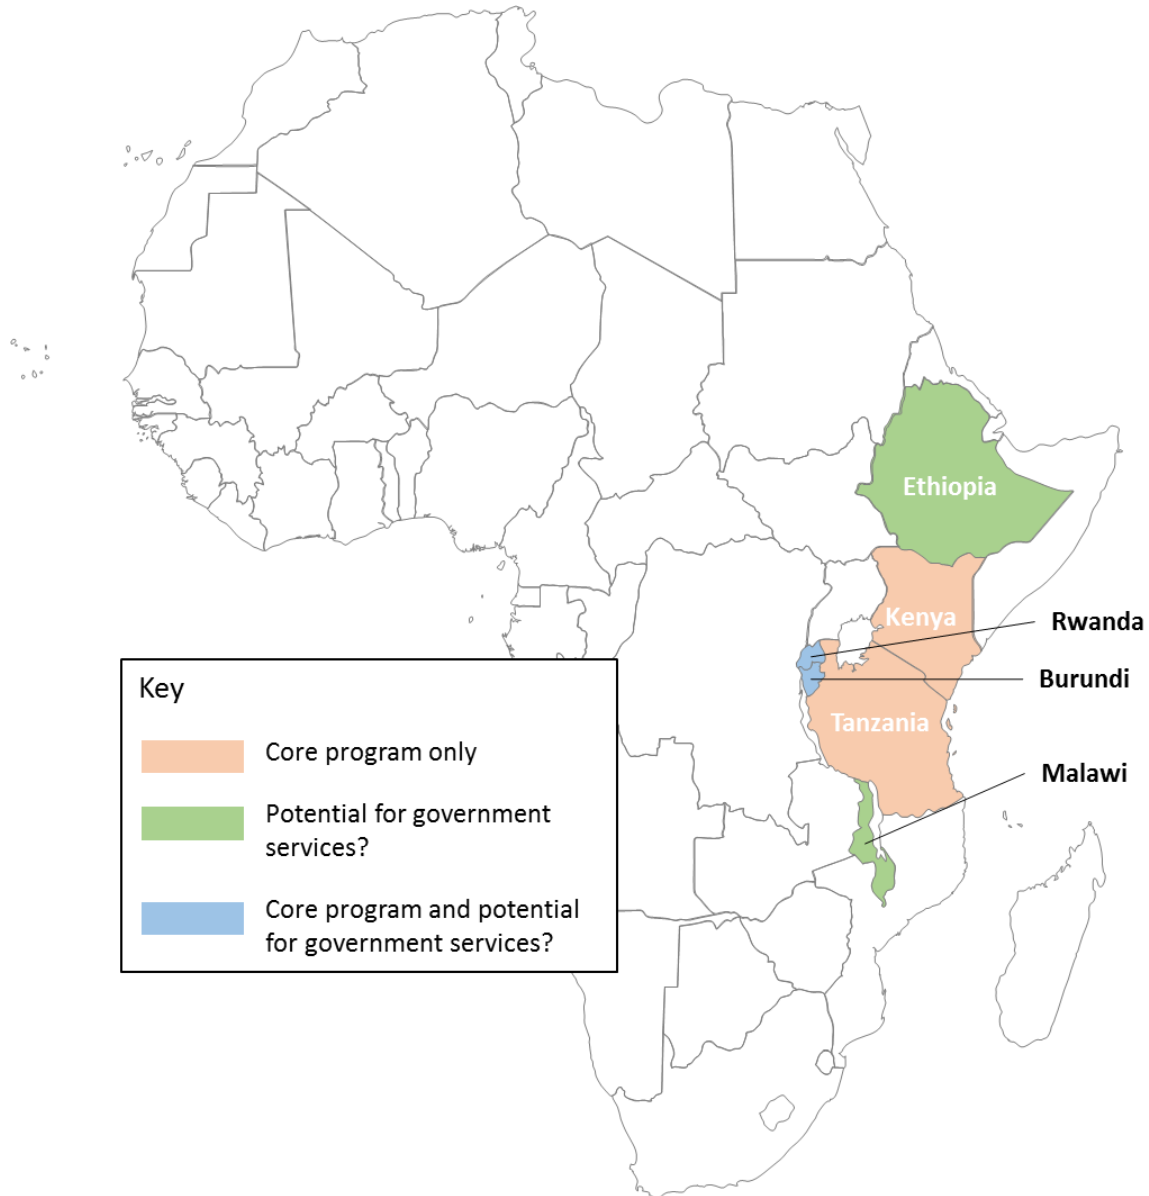 Ethiopia
Kenya
Rwanda
Burundi
Tanzania
Malawi
Key
Core program only
Potential for government
services?
Core program and potential
for government services?